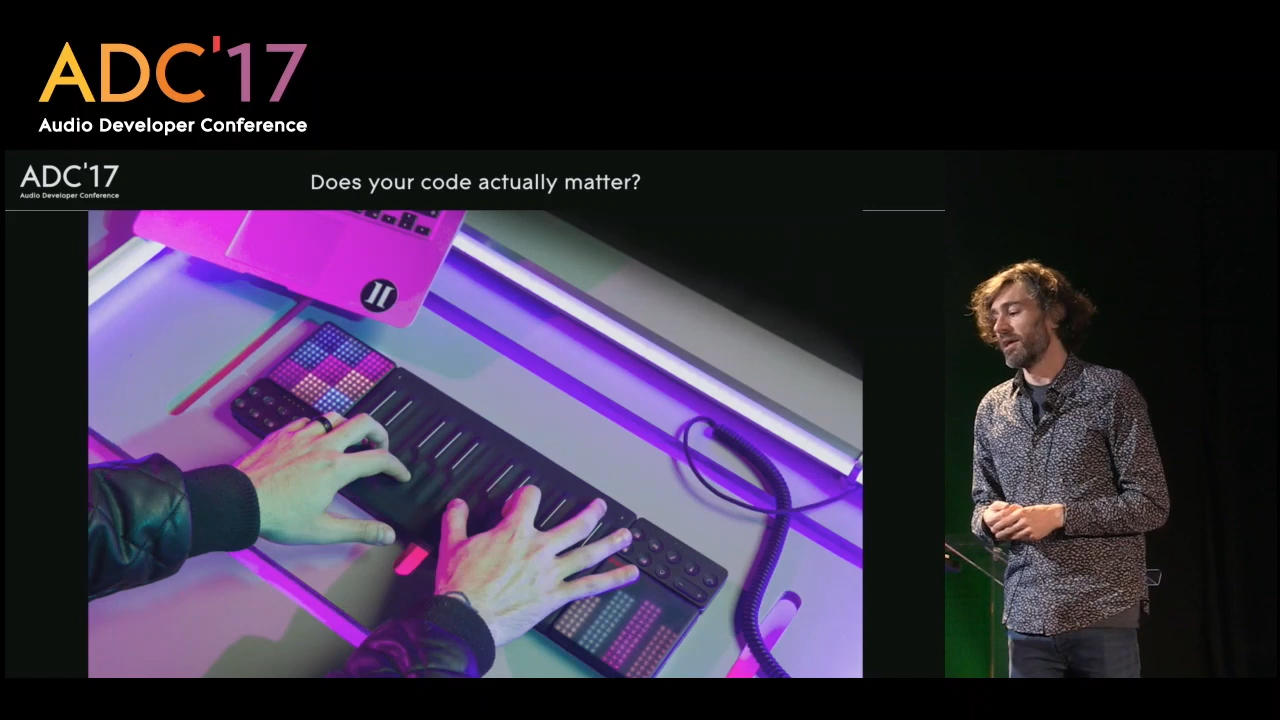 ADC'17
Audio Developer Conference
ADC'17
Audio Developer Conference
Does your code actually matter?